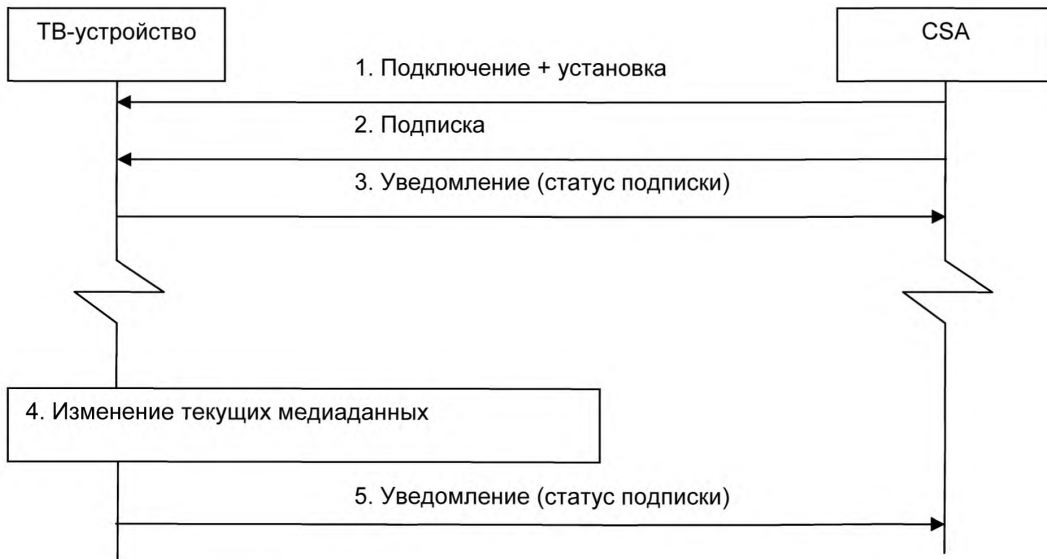 ТВ-устройство
CSA
1. Подключение + установка
2. Подписка
3. Уведомление (статус подписки)
4. Изменение текущих медиаданных
5. Уведомление (статус подписки)